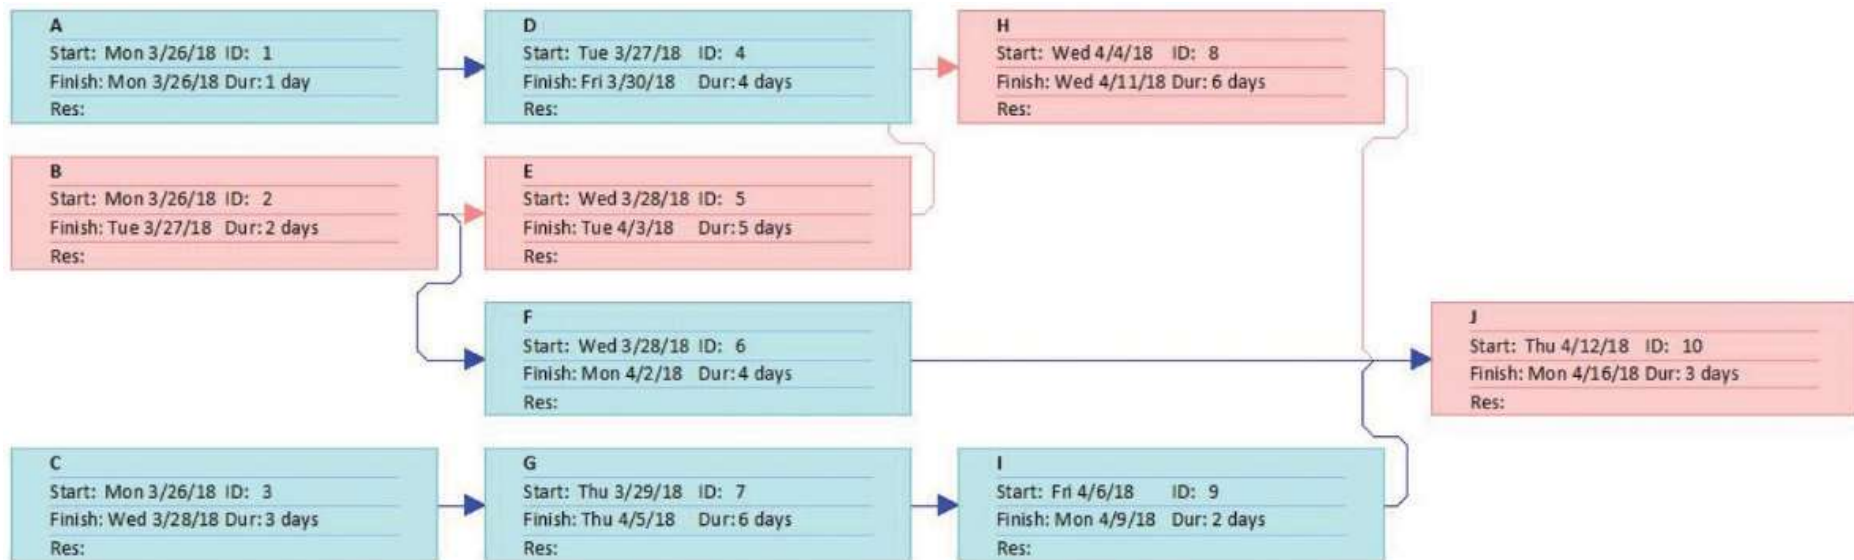 A
Start: Mon 3/26/18 ID: 1
Finish: Mon 3/26/18 Dur: 1 day
Res:
D
Start: Tue 3/27/18 ID: 4
Finish: Fri 3/30/18 Dur: 4 days
Res:
H
Start: Wed 4/4/18 ID: 8
Finish: Wed 4/11/18 Dur: 6 days
Res:
B
Start: Mon 3/26/18 ID: 2
Finish: Tue 3/27/18 Dur: 2 days
Res:
E
Start: Wed 3/28/18 ID: 5
Finish: Tue 4/3/18 Dur: 5 days
Res:
F
Start: Wed 3/28/18 ID: 6
Finish: Mon 4/2/18 Dur: 4 days
Res:
J
Start: Thu 4/12/18 ID: 10
Finish: Mon 4/16/18 Dur: 3 days
Res:
C
Start: Mon 3/26/18 ID: 3
Finish: Wed 3/28/18 Dur: 3 days
Res:
G
Start: Thu 3/29/18 ID: 7
Finish: Thu 4/5/18 Dur: 6 days
Res:
I
Start: Fri 4/6/18 ID: 9
Finish: Mon 4/9/18 Dur: 2 days
Res: